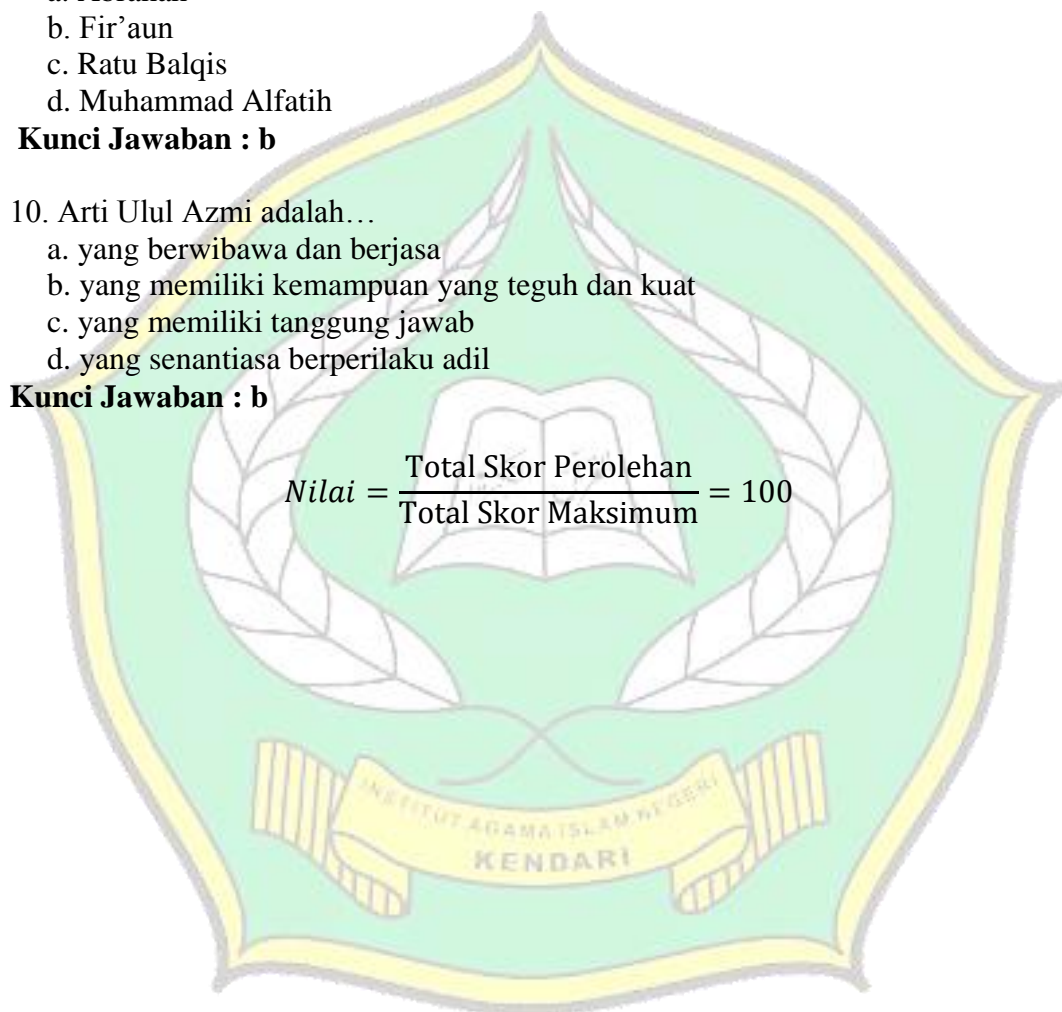 b. Fir’aun
c. Ratu Balqis
d. Muhammad Alfatih
Kunci Jawaban : b
10. Arti Ulul Azmi adalah…
a. yang berwibawa dan berjasa
b. yang memiliki kemampuan yang teguh dan kuat
c. yang memiliki tanggung jawab
d. yang senantiasa berperilaku adil
Kunci Jawaban : b
Nilai = Total Skor Perolehan / Total Skor Maksimum = 100
INSTITUT AGAMA ISLAM NEGERI
KENDARI